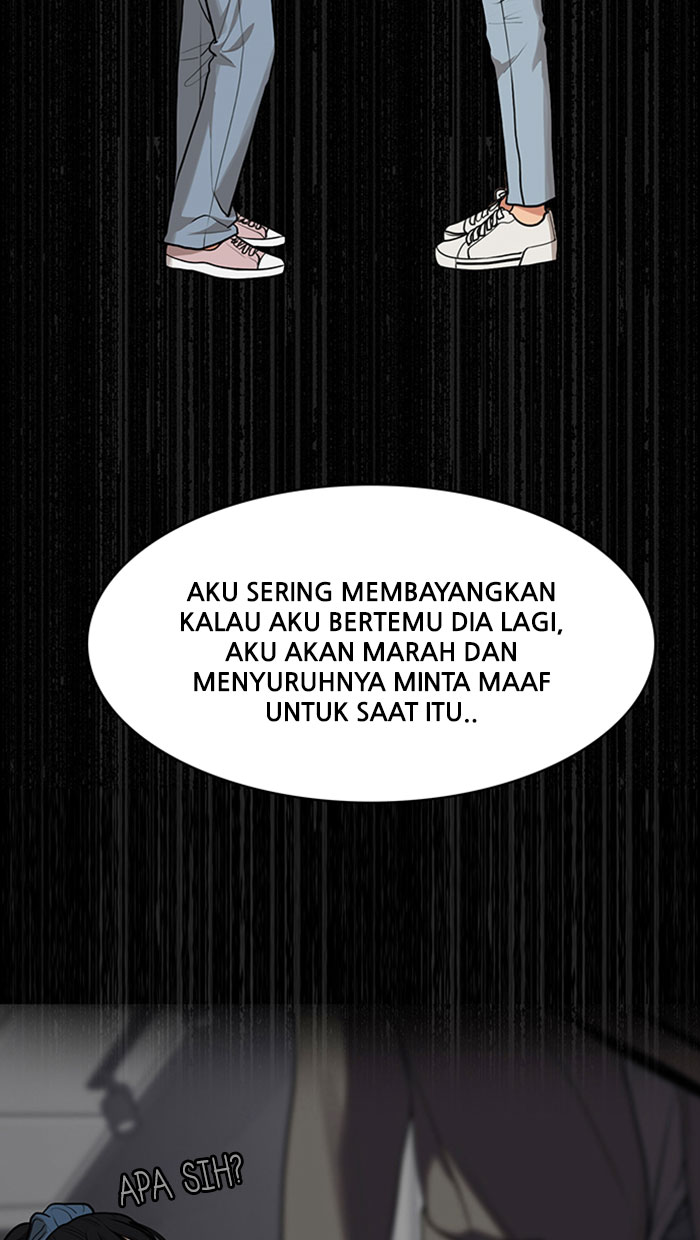 AKU SERING MEMBAYANGKAN
KALAU AKU BERTEMU DIA LAGI,
AKU AKAN MARAH DAN
MENYURUHNYA MINTA MAAF
UNTUK SAAT ITU..
APA SIH?